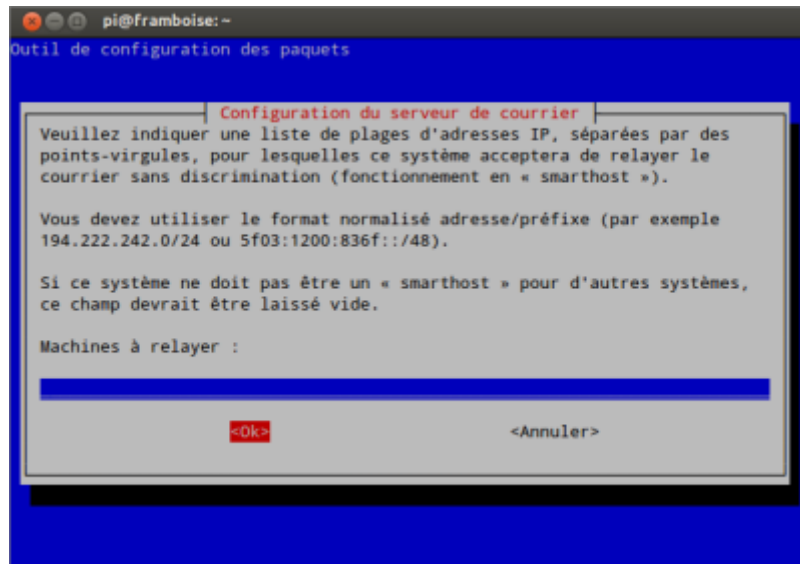 pi@framboise: ~
Outil de configuration des paquets
Configuration du serveur de courrier
Veuillez indiquer une liste de plages d'adresses IP, séparées par des
points-virgules, pour lesquelles ce système acceptera de relayer le
courrier sans discrimination (fonctionnement en « smarthost »).
Vous devez utiliser le format normalisé adresse/préfixe (par exemple
194.222.242.0/24 ou 5f03:1200:836f::/48).
Si ce système ne doit pas être un « smarthost » pour d'autres systèmes,
ce champ devrait être laissé vide.
Machines à relayer :
<Ok> <Annuler>